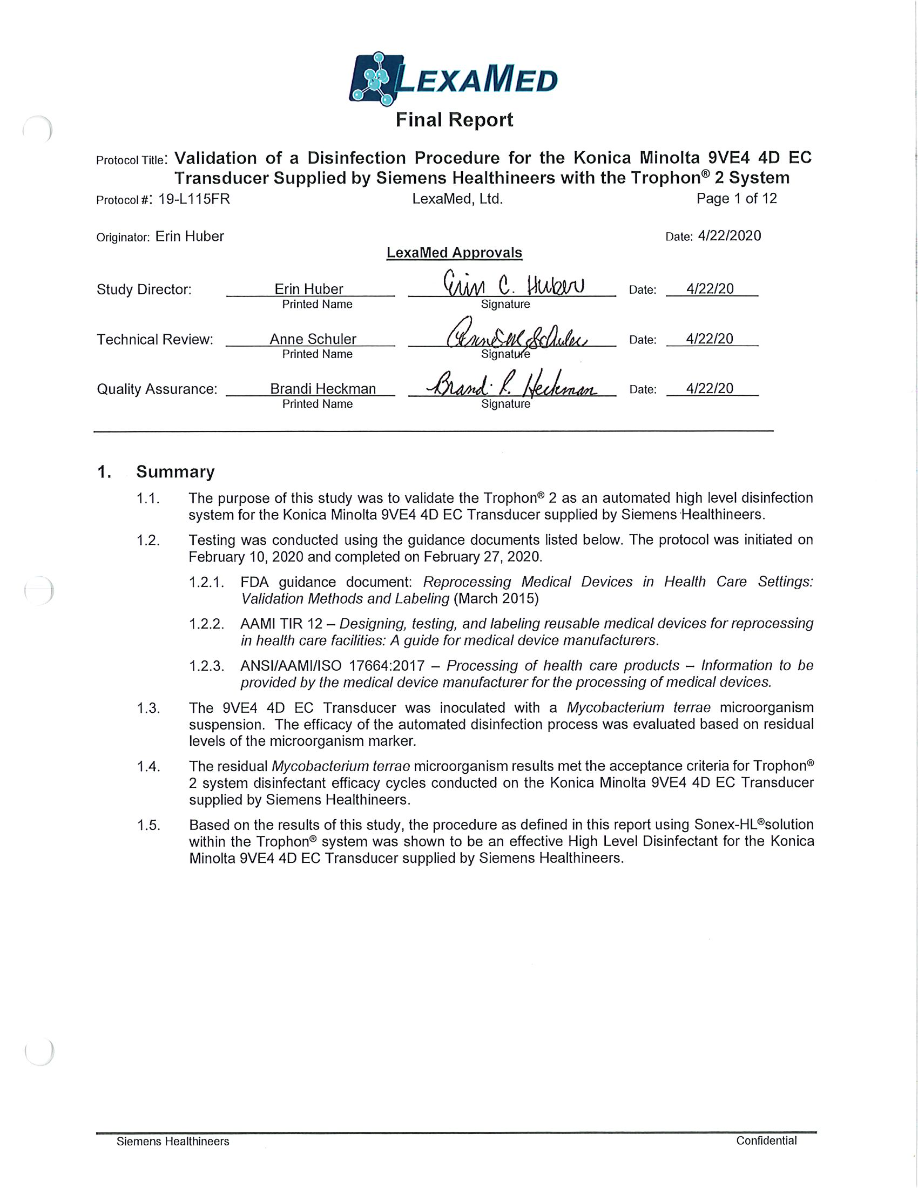 LEXAMED
Final Report
Protocol Title: Validation of a Disinfection Procedure for the Konica Minolta 9VE4 4D EC
Transducer Supplied by Siemens Healthineers with the Trophon® 2 System
Protocol #: 19-L115FR LexaMed, Ltd. Page 1 of 12
Originator: Erin Huber Date: 4/22/2020
LexaMed Approvals
Study Director: Erin Huber Erin C. Huber Date: 4/22/20
Printed Name Signature
Technical Review: Anne Schuler Anne M Schuler Date: 4/22/20
Printed Name Signature
Quality Assurance: Brandi Heckman Brandi R. Heckman Date: 4/22/20
Printed Name Signature
1. Summary
1.1. The purpose of this study was to validate the Trophon® 2 as an automated high level disinfection
system for the Konica Minolta 9VE4 4D EC Transducer supplied by Siemens Healthineers.
1.2. Testing was conducted using the guidance documents listed below. The protocol was initiated on
February 10, 2020 and completed on February 27, 2020.
1.2.1. FDA guidance document: Reprocessing Medical Devices in Health Care Settings:
Validation Methods and Labeling (March 2015)
1.2.2. AAMI TIR 12 – Designing, testing, and labeling reusable medical devices for reprocessing
in health care facilities: A guide for medical device manufacturers.
1.2.3. ANSI/AAMI/ISO 17664:2017 – Processing of health care products – Information to be
provided by the medical device manufacturer for the processing of medical devices.
1.3. The 9VE4 4D EC Transducer was inoculated with a Mycobacterium terrae microorganism
suspension. The efficacy of the automated disinfection process was evaluated based on residual
levels of the microorganism marker.
1.4. The residual Mycobacterium terrae microorganism results met the acceptance criteria for Trophon®
2 system disinfectant efficacy cycles conducted on the Konica Minolta 9VE4 4D EC Transducer
supplied by Siemens Healthineers.
1.5. Based on the results of this study, the procedure as defined in this report using Sonex-HL®solution
within the Trophon® system was shown to be an effective High Level Disinfectant for the Konica
Minolta 9VE4 4D EC Transducer supplied by Siemens Healthineers.
Siemens Healthineers Confidential